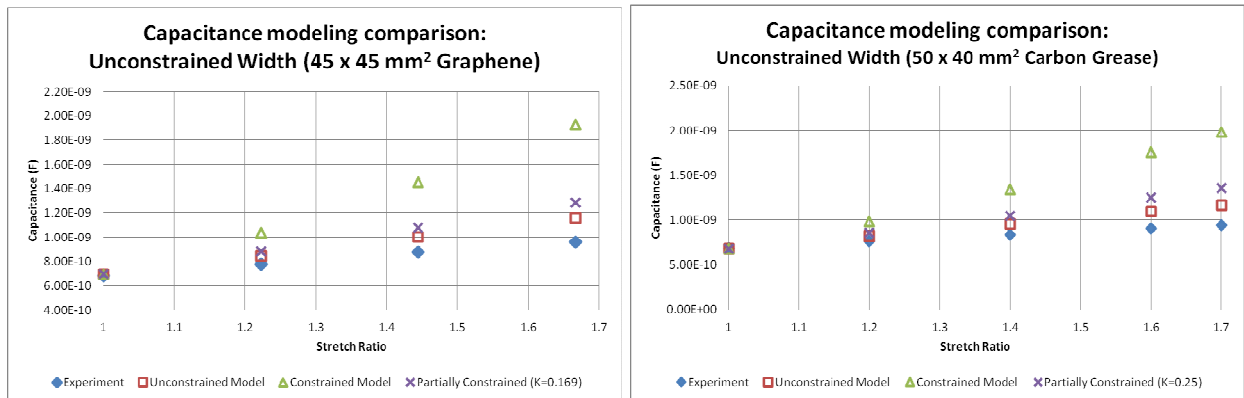 Capacitance modeling comparison:
Unconstrained Width (45 x 45 mm² Graphene)
2.20E-09
2.00E-09
1.80E-09
1.60E-09
1.40E-09
1.20E-09
1.00E-09
8.00E-10
6.00E-10
4.00E-10
Capacitance (F)
1 1.1 1.2 1.3 1.4 1.5 1.6 1.7
Stretch Ratio
Experiment Unconstrained Model Constrained Model Partially Constrained (K=0.169)
Capacitance modeling comparison:
Unconstrained Width (50 x 40 mm² Carbon Grease)
2.50E-09
2.00E-09
1.50E-09
1.00E-09
5.00E-10
0.00E+00
Capacitance (F)
1 1.1 1.2 1.3 1.4 1.5 1.6 1.7
Stretch Ratio
Experiment Unconstrained Model Constrained Model Partially Constrained (K=0.25)